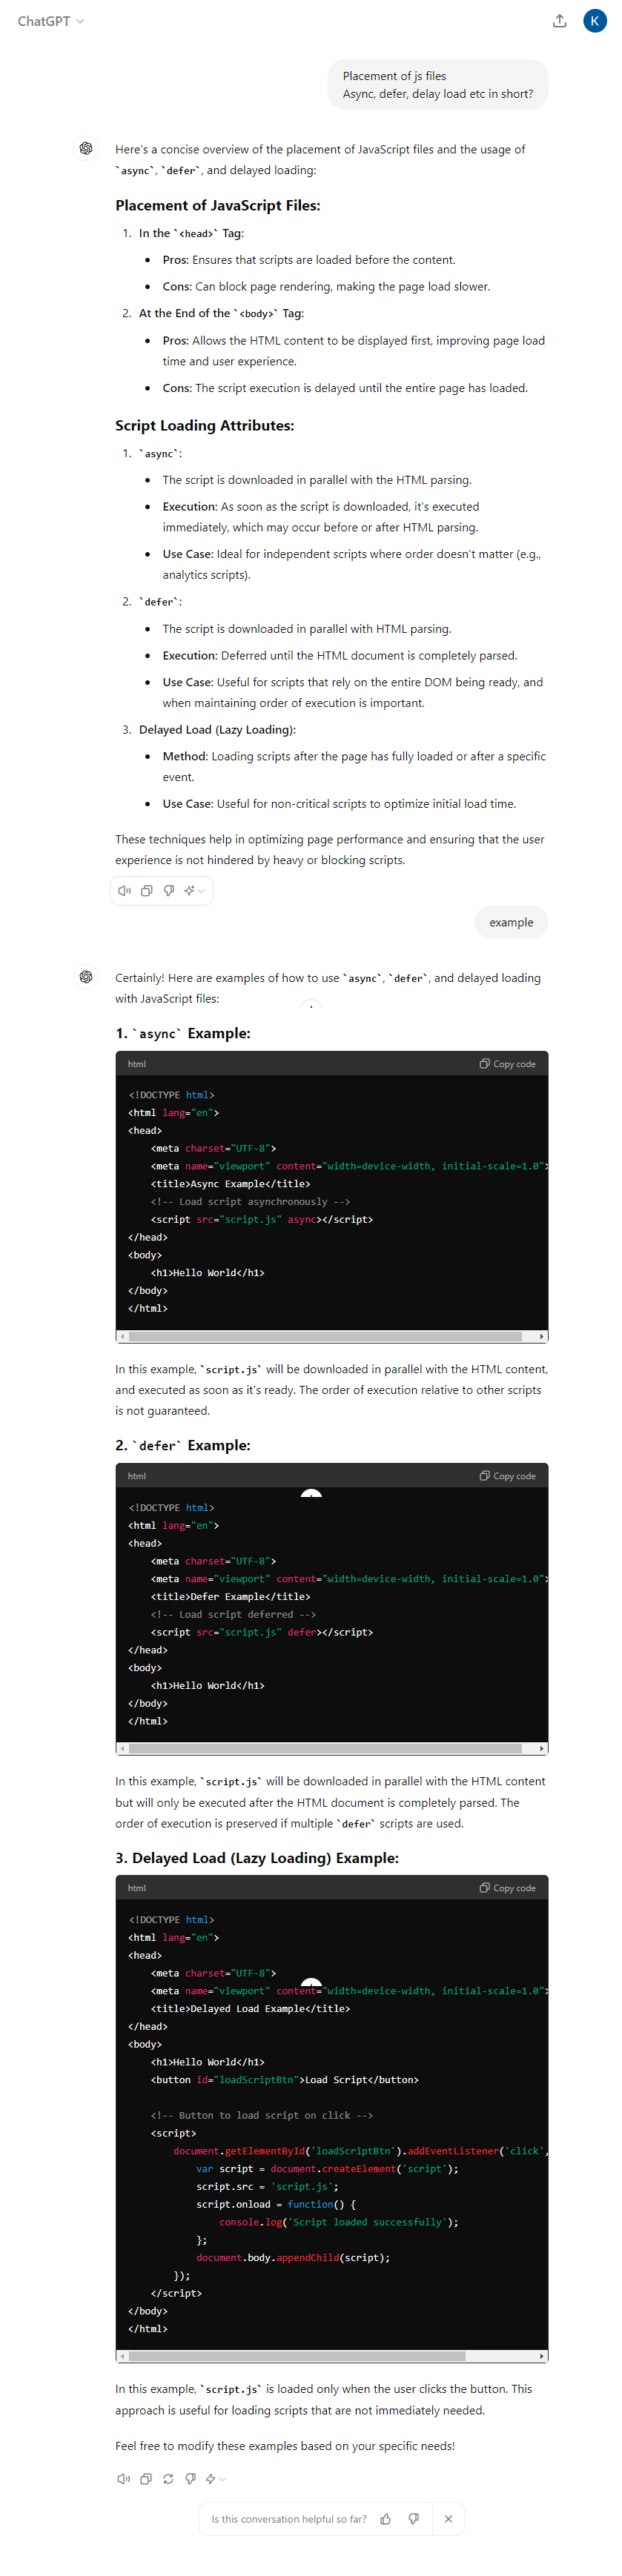 ChatGPT
K
Placement of js files
Async, defer, delay load etc in short?
Here's a concise overview of the placement of JavaScript files and the usage of
`async`, `defer`, and delayed loading:
Placement of JavaScript Files:
1. In the `<head>` Tag:
• Pros: Ensures that scripts are loaded before the content.
• Cons: Can block page rendering, making the page load slower.
2. At the End of the `<body>` Tag:
• Pros: Allows the HTML content to be displayed first, improving page load
time and user experience.
• Cons: The script execution is delayed until the entire page has loaded.
Script Loading Attributes:
1. `async`:
• The script is downloaded in parallel with the HTML parsing.
• Execution: As soon as the script is downloaded, it's executed
immediately, which may occur before or after HTML parsing.
• Use Case: Ideal for independent scripts where order doesn't matter (e.g.,
analytics scripts).
2. `defer`:
• The script is downloaded in parallel with HTML parsing.
• Execution: Deferred until the HTML document is completely parsed.
• Use Case: Useful for scripts that rely on the entire DOM being ready, and
when maintaining order of execution is important.
3. Delayed Load (Lazy Loading):
• Method: Loading scripts after the page has fully loaded or after a specific
event.
• Use Case: Useful for non-critical scripts to optimize initial load time.
These techniques help in optimizing page performance and ensuring that the user
experience is not hindered by heavy or blocking scripts.
example
Certainly! Here are examples of how to use `async`, `defer`, and delayed loading
with JavaScript files:
1. `async` Example:
html Copy code
<!DOCTYPE html>
<html lang="en">
<head>
    <meta charset="UTF-8">
    <meta name="viewport" content="width=device-width, initial-scale=1.0">
    <title>Async Example</title>
    <!-- Load script asynchronously -->
    <script src="script.js" async></script>
</head>
<body>
    <h1>Hello World</h1>
</body>
</html>
In this example, `script.js` will be downloaded in parallel with the HTML content,
and executed as soon as it's ready. The order of execution relative to other scripts
is not guaranteed.
2. `defer` Example:
html Copy code
<!DOCTYPE html>
<html lang="en">
<head>
    <meta charset="UTF-8">
    <meta name="viewport" content="width=device-width, initial-scale=1.0">
    <title>Defer Example</title>
    <!-- Load script deferred -->
    <script src="script.js" defer></script>
</head>
<body>
    <h1>Hello World</h1>
</body>
</html>
In this example, `script.js` will be downloaded in parallel with the HTML content
but will only be executed after the HTML document is completely parsed. The
order of execution is preserved if multiple `defer` scripts are used.
3. Delayed Load (Lazy Loading) Example:
html Copy code
<!DOCTYPE html>
<html lang="en">
<head>
    <meta charset="UTF-8">
    <meta name="viewport" content="width=device-width, initial-scale=1.0">
    <title>Delayed Load Example</title>
</head>
<body>
    <h1>Hello World</h1>
    <button id="loadScriptBtn">Load Script</button>
    <!-- Button to load script on click -->
    <script>
        document.getElementById('loadScriptBtn').addEventListener('click',
            var script = document.createElement('script');
            script.src = 'script.js';
            script.onload = function() {
                console.log('Script loaded successfully');
            };
            document.body.appendChild(script);
        });
    </script>
</body>
</html>
In this example, `script.js` is loaded only when the user clicks the button. This
approach is useful for loading scripts that are not immediately needed.
Feel free to modify these examples based on your specific needs!
Is this conversation helpful so far?